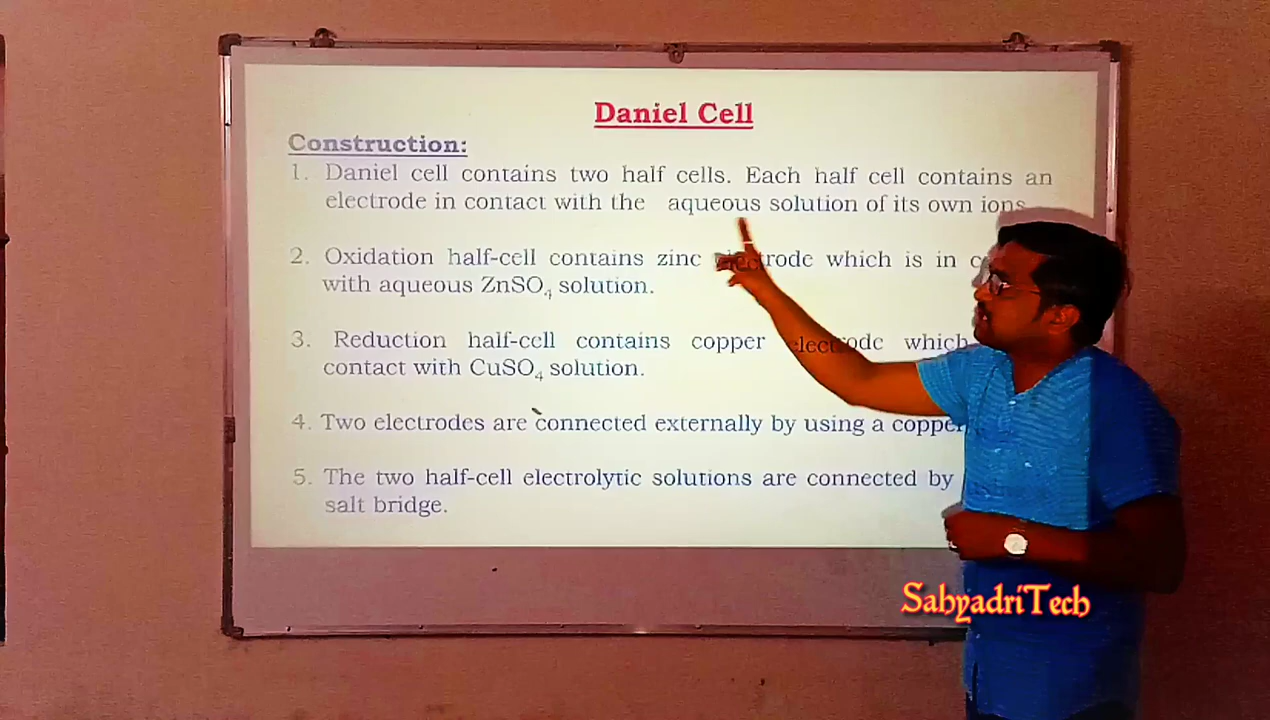 Daniel Cell
Construction:
1. Daniel cell contains two half cells. Each half cell contains an
electrode in contact with the aqueous solution of its own ions
2. Oxidation half-cell contains zinc electrode which is in
with aqueous ZnSO₄ solution.
3. Reduction half-cell contains copper electrode which
contact with CuSO₄ solution.
4. Two electrodes are connected externally by using a copper
5. The two half-cell electrolytic solutions are connected by
salt bridge.
SahyadriTech